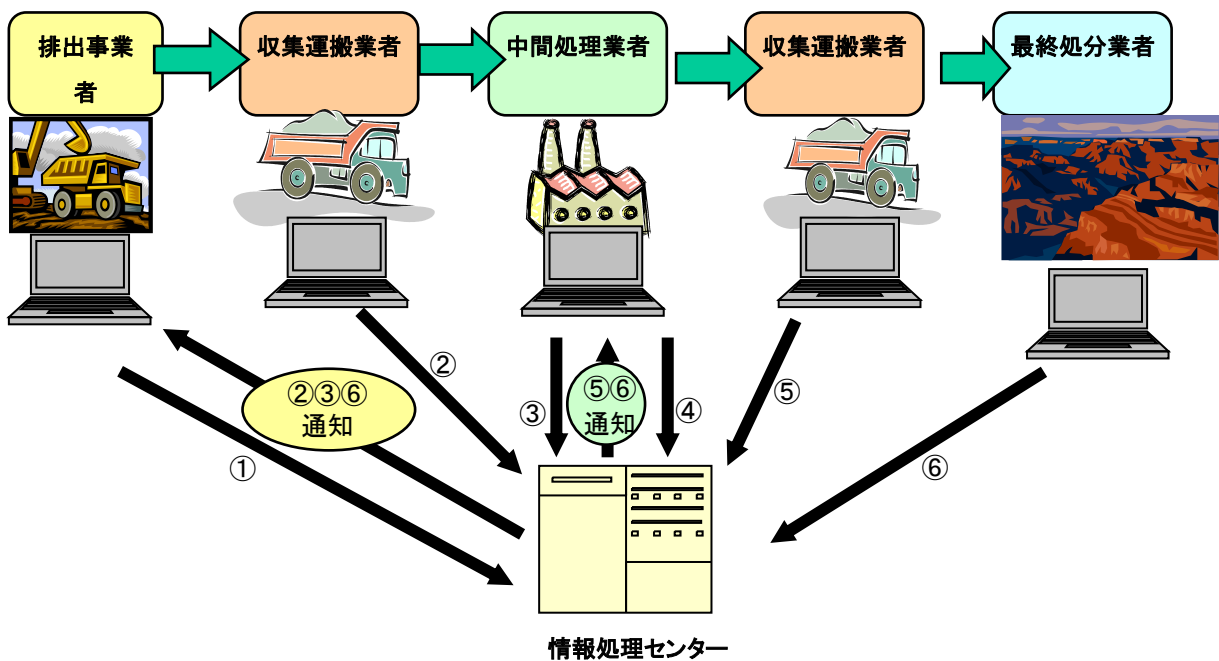 排出事業
者
収集運搬業者
中間処理業者
収集運搬業者
最終処分業者
②
②③⑥
通知
①
③
⑤⑥
通知
④
⑤
⑥
情報処理センター